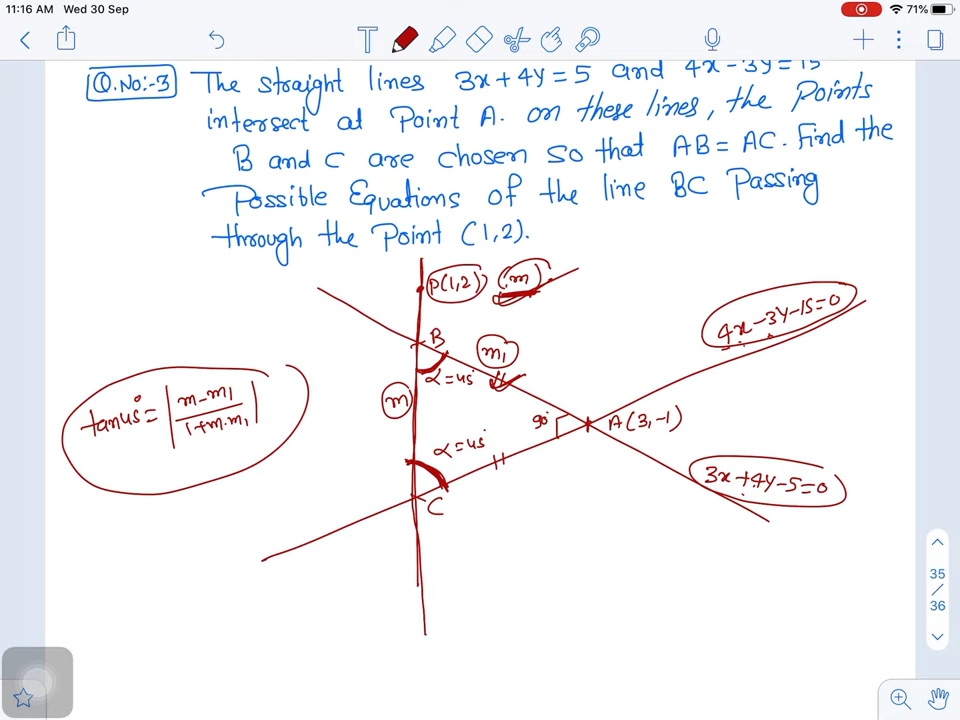 11:16 AM Wed 30 Sep
71%
T
Q.No:-3 The straight lines 3x+4y=5 and 4x-3y=15
intersect at Point A. on these lines, the Points
B and C are chosen so that AB=AC. Find the
Possible Equations of the line BC Passing
through the Point (1,2).
P(1,2) (m)
4x-3y-15=0
B
m₁
α=45°
m
tan45°=|m-m₁/1+m.m₁|
90°
A(3,-1)
α=45°
3x+4y-5=0
C
35
/
36